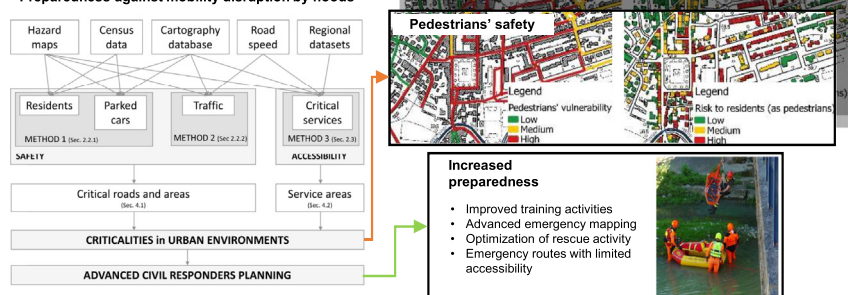 Preparedness against mobility disruption by floods
Hazard
maps
Census
data
Cartography
database
Road
speed
Regional
datasets
Residents
Parked
cars
Traffic
Critical
services
METHOD 1 (Sec. 2.2.1)
METHOD 2 (Sec. 2.2.2)
METHOD 3 (Sec. 2.3)
SAFETY
ACCESSIBILITY
Critical roads and areas
(Sec. 4.1)
Service areas
(Sec. 4.2)
CRITICALITIES in URBAN ENVIRONMENTS
ADVANCED CIVIL RESPONDERS PLANNING
Pedestrians' safety
Legend
Pedestrians' vulnerability
Low
Medium
High
Legend
Risk to residents (as pedestrians)
Low
Medium
High
Increased
preparedness
• Improved training activities
• Advanced emergency mapping
• Optimization of rescue activity
• Emergency routes with limited
accessibility